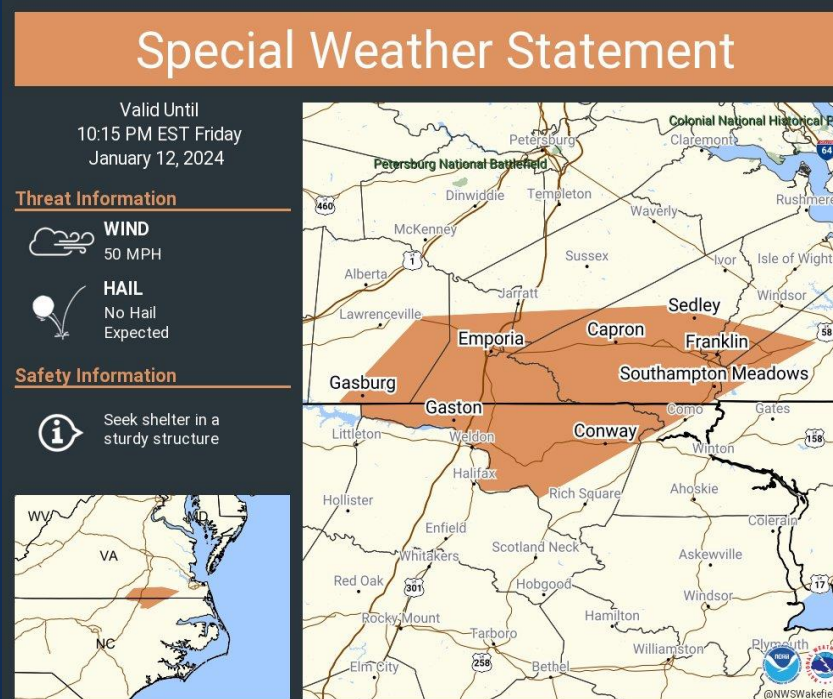 Special Weather Statement
Valid Until
10:15 PM EST Friday
January 12, 2024
Threat Information
WIND
50 MPH
HAIL
No Hail
Expected
Safety Information
Seek shelter in a
sturdy structure
WV
MD
VA
NC
Colonial National Historical P
Petersburg
Claremont
64
Petersburg National Battlefield
Dinwiddie
Templeton
460
Waverly
Rushmere
McKenney
1
Sussex
Ivor
Isle of Wight
Alberta
Jarratt
Windsor
Sedley
Lawrenceville
Capron
58
Emporia
Franklin
Southampton Meadows
Gasburg
Gaston
Como
Gates
Littleton
Weldon
Conway
158
Winton
Halifax
Hollister
Rich Square
Ahoskie
Enfield
Colerain
Scotland Neck
Whitakers
Askewville
Red Oak
301
Hobgood
17
Windsor
Rocky Mount
Hamilton
Tarboro
Williamston
Plymouth
258
Elm City
Bethel
NOAA
@NWSWakefie